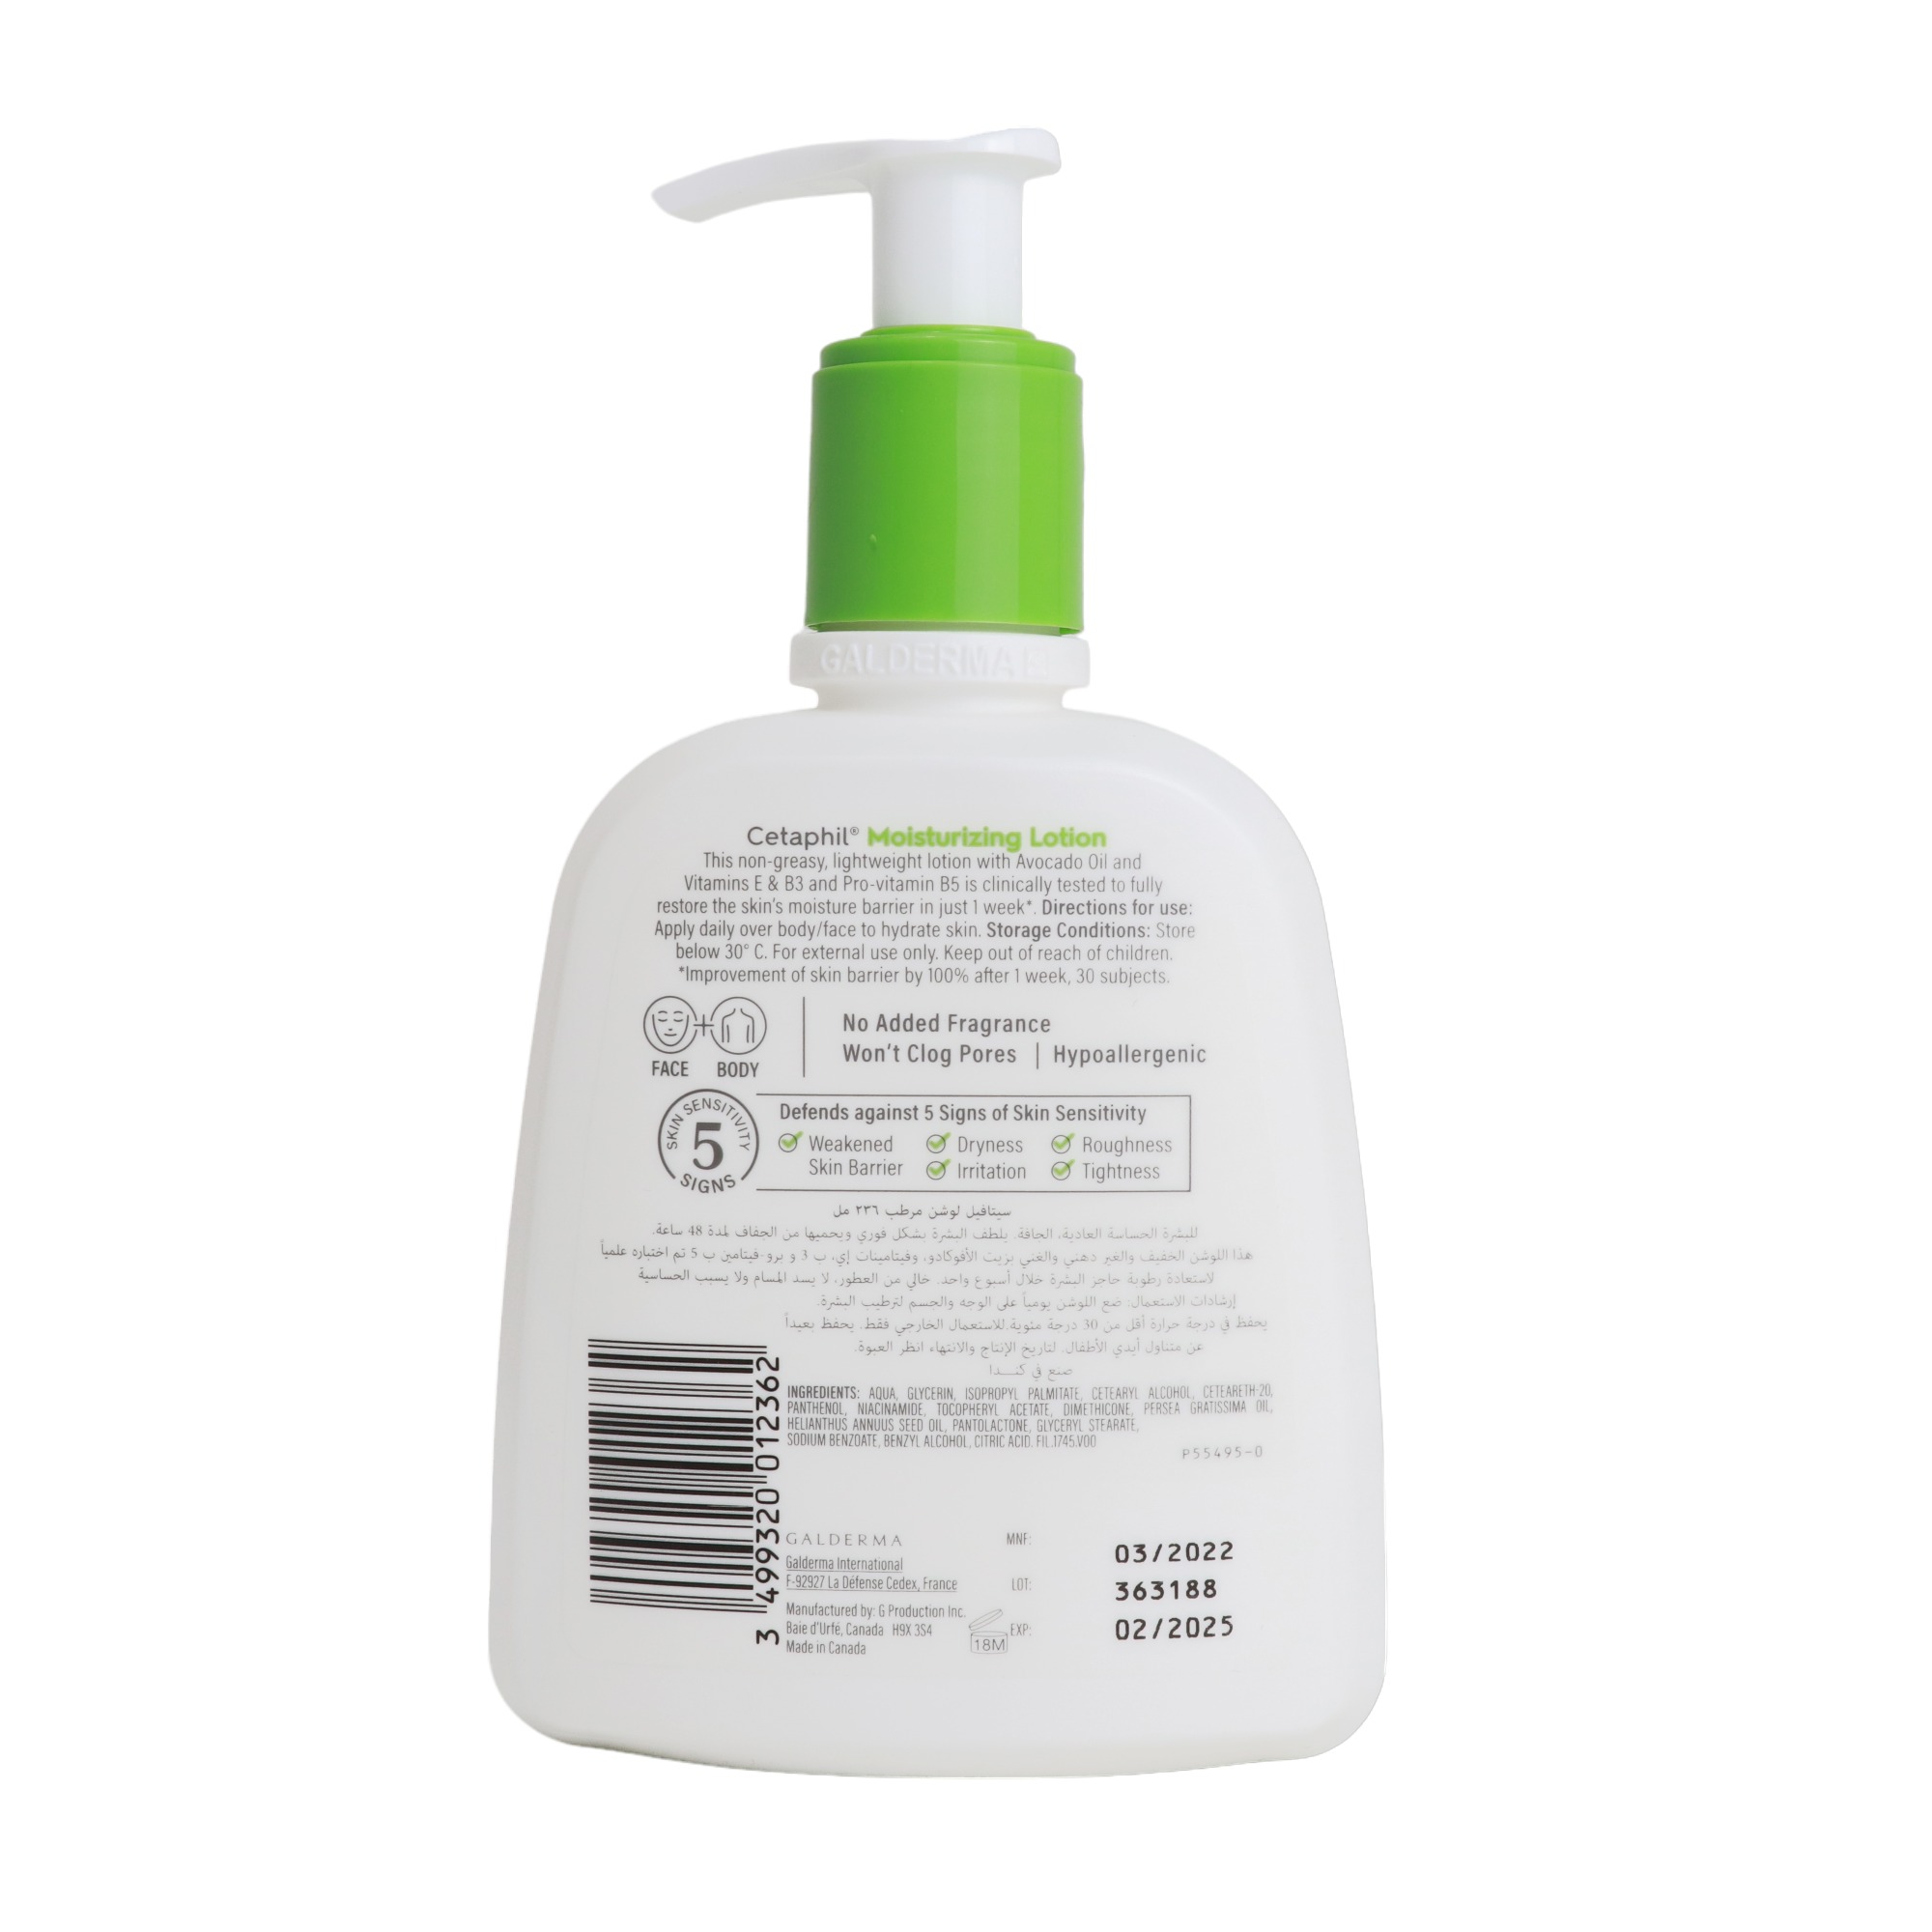 GALDERMA
Cetaphil® Moisturizing Lotion
This non-greasy, lightweight lotion with Avocado Oil and
Vitamins E & B3 and Pro-vitamin B5 is clinically tested to fully
restore the skin's moisture barrier in just 1 week*. Directions for use:
Apply daily over body/face to hydrate skin. Storage Conditions: Store
below 30° C. For external use only. Keep out of reach of children.
*Improvement of skin barrier by 100% after 1 week, 30 subjects.
FACE + BODY
No Added Fragrance
Won't Clog Pores | Hypoallergenic
SKIN SENSITIVITY
5
SIGNS
Defends against 5 Signs of Skin Sensitivity
Weakened Dryness Roughness
Skin Barrier Irritation Tightness
سيتافيل لوشن مرطب ٢٣٦ مل
للبشرة الحساسة العادية، الجافة. يلطف البشرة بشكل فوري ويحميها من الجفاف لمدة 48 ساعة.
هذا اللوشن الخفيف والغير دهني والغني بزيت الأفوكادو، وفيتامينات إي، ب 3 و برو-فيتامين ب 5 تم اختباره علمياً
لاستعادة رطوبة حاجز البشرة خلال أسبوع واحد. خالي من العطور، لا يسد المسام ولا يسبب الحساسية
إرشادات الاستعمال: ضع اللوشن يومياً على الوجه والجسم لترطيب البشرة.
يحفظ في درجة حرارة أقل من 30 درجة مئوية.للاستعمال الخارجي فقط. يحفظ بعيداً
عن متناول أيدي الأطفال. لتاريخ الإنتاج والانتهاء انظر العبوة.
صنع في كنـــدا
INGREDIENTS: AQUA, GLYCERIN, ISOPROPYL PALMITATE, CETEARYL ALCOHOL, CETEARETH-20,
PANTHENOL, NIACINAMIDE, TOCOPHERYL ACETATE, DIMETHICONE, PERSEA GRATISSIMA OIL,
HELIANTHUS ANNUUS SEED OIL, PANTOLACTONE, GLYCERYL STEARATE,
SODIUM BENZOATE, BENZYL ALCOHOL, CITRIC ACID. FIL.1745.V00
P55495-0
3 499320 012362
GALDERMA
Galderma International
F-92927 La Défense Cedex, France
Manufactured by: G Production Inc.
Baie d'Urfé, Canada H9X 3S4
Made in Canada
18M
MNF: 03/2022
LOT: 363188
EXP: 02/2025